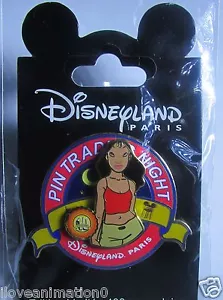 Disneyland
PARIS
PIN TRADING NIGHT
Disneyland PARIS
© iloveanimation0